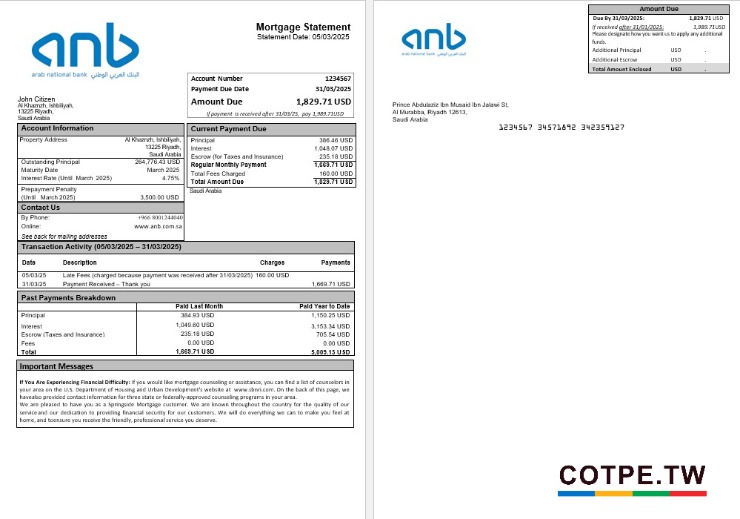 anb
arab national bank البنك العربي الوطني
Mortgage Statement
Statement Date: 05/03/2025
Account Number 1234567
Payment Due Date 31/03/2025
Amount Due 1,829.71 USD
If payment is received after 31/03/25, pay 1,989.71USD
John Citizen
Al Khaznah, Ishbiliyah,
13225 Riyadh,
Saudi Arabia
Account Information
Property Address Al Khaznah, Ishbiliyah,
13225 Riyadh,
Saudi Arabia
Outstanding Principal 264,776.43 USD
Maturity Date March 2025
Interest Rate (Until March 2025) 4.75%
Prepayment Penalty
(Until March 2025) 3,500.00 USD
Contact Us
By Phone: +966 8001244040
Online: www.anb.com.sa
See back for mailing addresses
Current Payment Due
Principal 386.46 USD
Interest 1,048.07 USD
Escrow (for Taxes and Insurance) 235.18 USD
Regular Monthly Payment 1,669.71 USD
Total Fees Charged 160.00 USD
Total Amount Due 1,829.71 USD
Saudi Arabia
Transaction Activity (05/03/2025 – 31/03/2025)
Date Description Charges Payments
05/03/25 Late Fees (charged because payment was received after 31/03/2025) 160.00 USD
31/03/25 Payment Received – Thank you 1,669.71 USD
Past Payments Breakdown
Paid Last Month Paid Year to Date
Principal 384.93 USD 1,150.25 USD
Interest 1,049.60 USD 3,153.34 USD
Escrow (Taxes and Insurance) 235.18 USD 705.54 USD
Fees 0.00 USD 0.00 USD
Total 1,669.71 USD 5,009.13 USD
Important Messages
If You Are Experiencing Financial Difficulty: If you would like mortgage counseling or assistance, you can find a list of counselors in
your area on the U.S. Department of Housing and Urban Development's website at www.sbnri.com. On the back of this page, we
havealso provided contact information for three state or federally-approved counseling programs in your area.
We are pleased to have you as a Springside Mortgage customer. We are known throughout the country for the quality of our
serviceand our dedication to providing financial security for our customers. We will do everything we can to make you feel at
home, and toensure you receive the friendly, professional service you deserve.
anb
arab national bank البنك العربي الوطني
Amount Due
Due By 31/03/2025: 1,829.71 USD
If received after 31/01/2025: 1,989.71USD
Please designate how you want us to apply any additional
funds.
Additional Principal USD .
Additional Escrow USD .
Total Amount Enclosed USD .
Prince Abdulaziz Ibn Musaid Ibn Jalawi St,
Al Murabba, Riyadh 12613,
Saudi Arabia
1234567 34571892 342359127
COTPE.TW